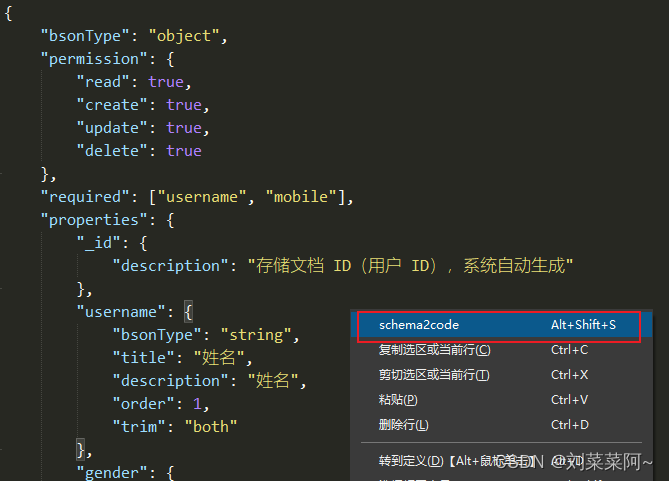 {
"bsonType": "object",
"permission": {
"read": true,
"create": true,
"update": true,
"delete": true
},
"required": ["username", "mobile"],
"properties": {
"_id": {
"description": "存储文档 ID（用户 ID），系统自动生成"
},
"username": {
"bsonType": "string",
"title": "姓名",
"description": "姓名",
"order": 1,
"trim": "both"
},
"gender": {
schema2code Alt+Shift+S
复制选区或当前行(C) Ctrl+C
剪切选区或当前行(T) Ctrl+X
粘贴(P) Ctrl+V
删除行(L) Ctrl+D
转到定义(D)【Alt+鼠标单击】 Alt+D
CSDN @刘菜菜阿~